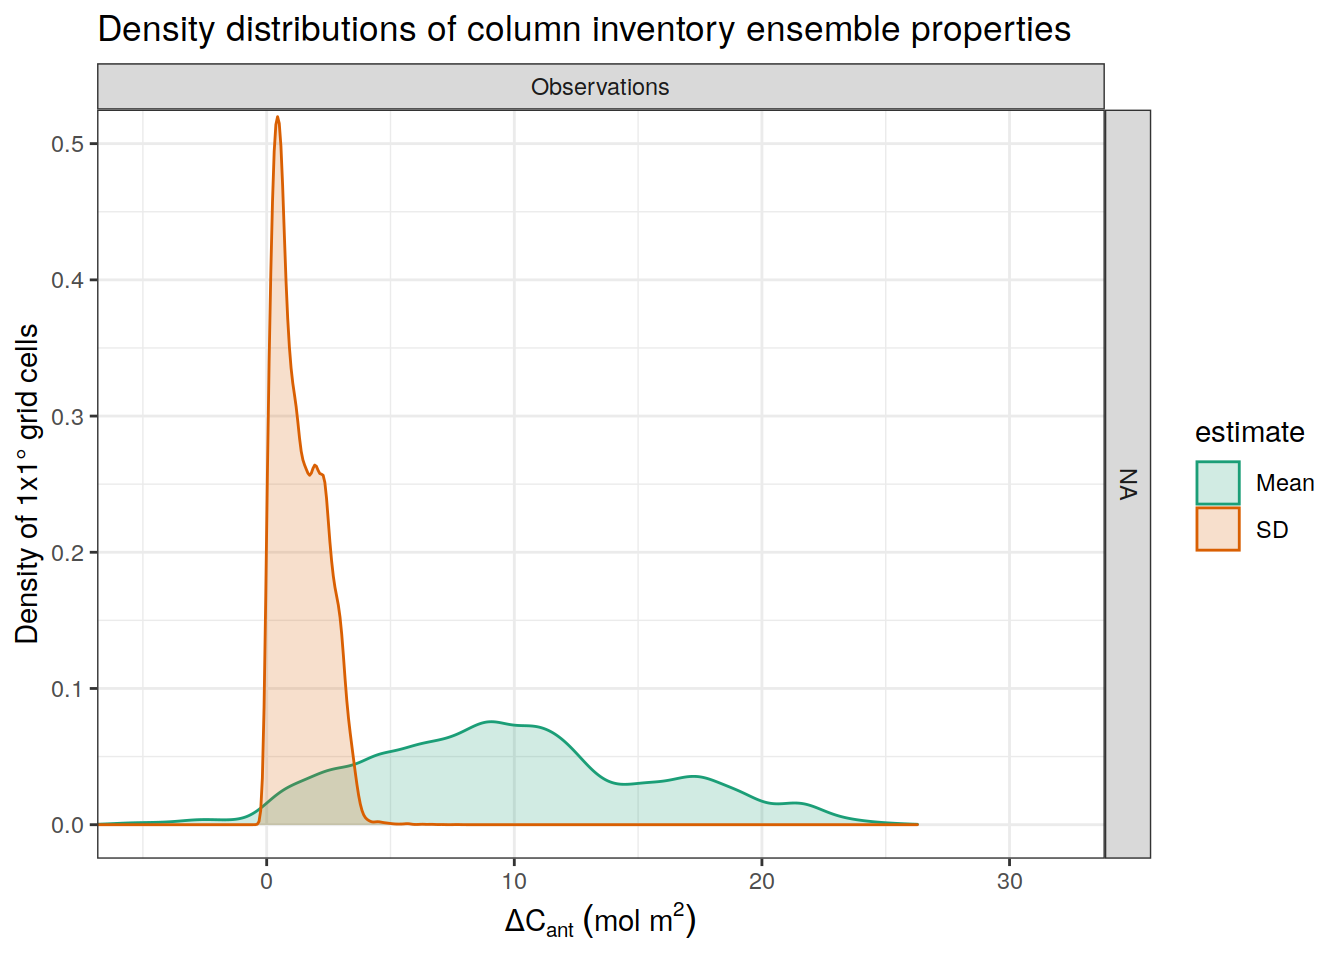 Density distributions of column inventory ensemble properties
Observations
NA
Density of 1x1° grid cells
0.5
0.4
0.3
0.2
0.1
0.0
0
10
20
30
ΔCant (mol m²)
estimate
Mean
SD